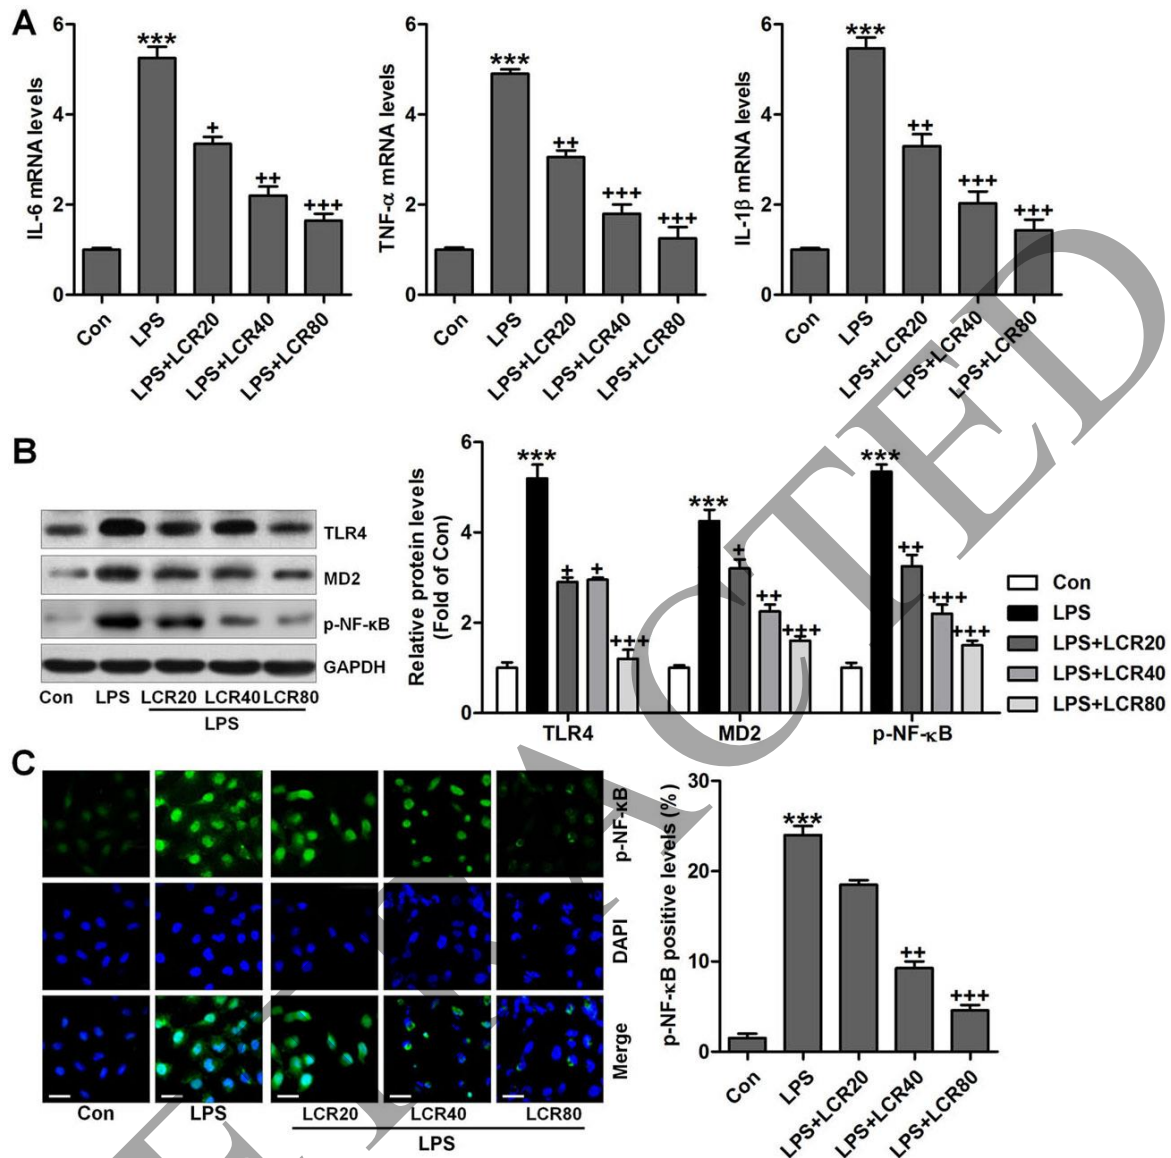 A
IL-6 mRNA levels
6
4
2
0
***
+
++
+++
Con
LPS
LPS+LCR20
LPS+LCR40
LPS+LCR80
TNF-α mRNA levels
6
4
2
0
***
++
+++
+++
Con
LPS
LPS+LCR20
LPS+LCR40
LPS+LCR80
IL-1β mRNA levels
6
4
2
0
***
++
+++
+++
Con
LPS
LPS+LCR20
LPS+LCR40
LPS+LCR80
B
TLR4
MD2
p-NF-κB
GAPDH
Con LPS LCR20 LCR40 LCR80
LPS
Relative protein levels
(Fold of Con)
6
4
2
0
***
+
+
+++
***
+
++
+++
***
++
+++
+++
TLR4 MD2 p-NF-κB
Con
LPS
LPS+LCR20
LPS+LCR40
LPS+LCR80
C
p-NF-κB
DAPI
Merge
Con LPS LCR20 LCR40 LCR80
LPS
p-NF-κB positive levels (%)
30
20
10
0
***
++
+++
Con
LPS
LPS+LCR20
LPS+LCR40
LPS+LCR80